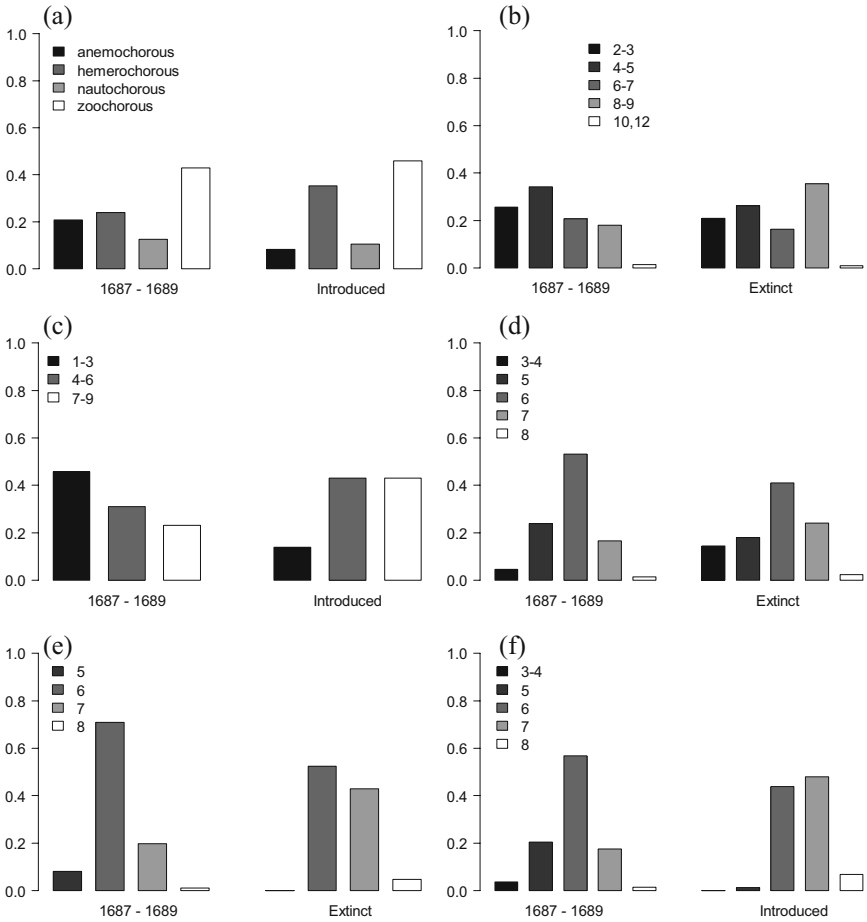 (a)
anemochorous
hemerochorous
nautochorous
zoochorous
1.0
0.8
0.6
0.4
0.2
0.0
1687 - 1689
Introduced
(b)
2-3
4-5
6-7
8-9
10,12
1.0
0.8
0.6
0.4
0.2
0.0
1687 - 1689
Extinct
(c)
1-3
4-6
7-9
1.0
0.8
0.6
0.4
0.2
0.0
1687 - 1689
Introduced
(d)
3-4
5
6
7
8
1.0
0.8
0.6
0.4
0.2
0.0
1687 - 1689
Extinct
(e)
5
6
7
8
1.0
0.8
0.6
0.4
0.2
0.0
1687 - 1689
Extinct
(f)
3-4
5
6
7
8
1.0
0.8
0.6
0.4
0.2
0.0
1687 - 1689
Introduced